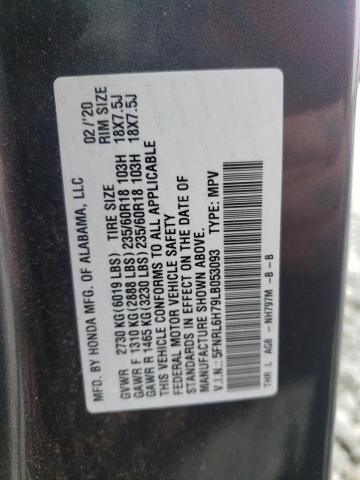 MFD. BY HONDA MFG. OF ALABAMA, LLC 02/'20
GVWR 2730 KG(6019 LBS) TIRE SIZE RIM SIZE
GAWR F 1310 KG(2888 LBS) 235/60R18 103H 18X7.5J
GAWR R 1465 KG(3230 LBS) 235/60R18 103H 18X7.5J
THIS VEHICLE CONFORMS TO ALL APPLICABLE
FEDERAL MOTOR VEHICLE SAFETY
STANDARDS IN EFFECT ON THE DATE OF
MANUFACTURE SHOWN ABOVE.
V.I.N.: 5FNRL6H79LB053093 TYPE: MPV
THR L AG8 -NH797M -B -B